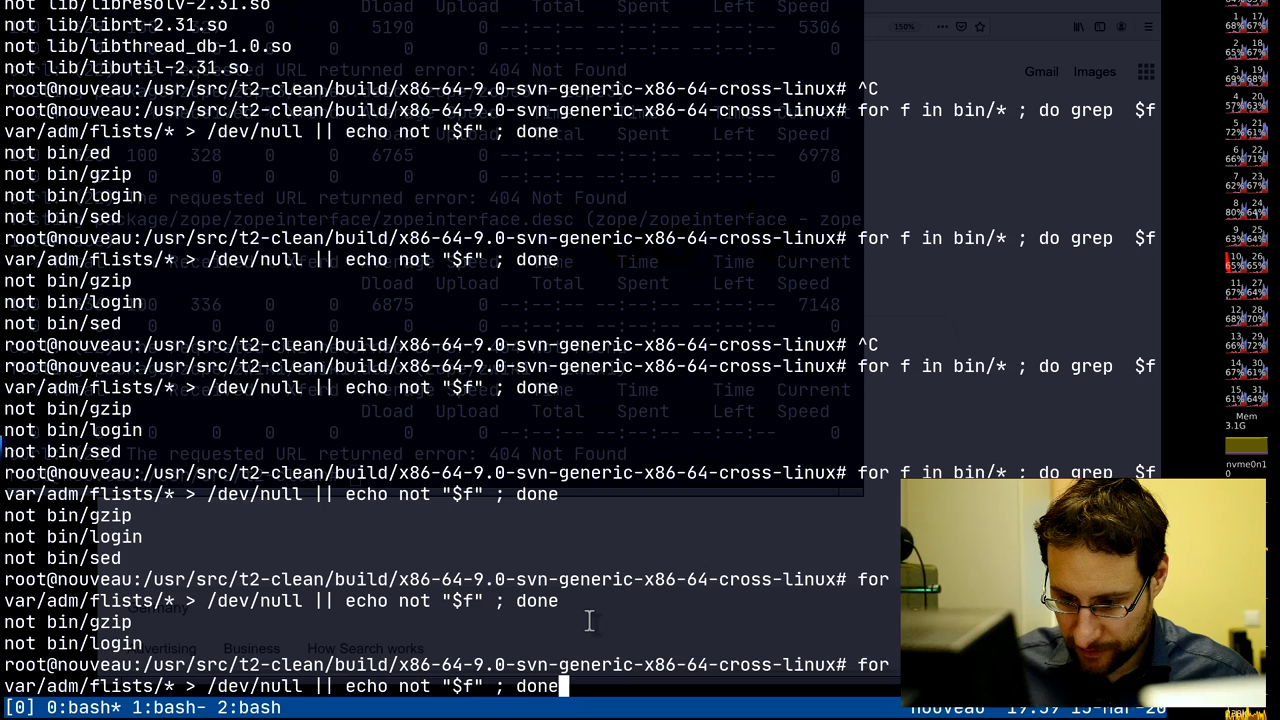 not lib/libresolv-2.31.so
not lib/librt-2.31.so
not lib/libthread_db-1.0.so
not lib/libutil-2.31.so
root@nouveau:/usr/src/t2-clean/build/x86-64-9.0-svn-generic-x86-64-cross-linux# ^C
root@nouveau:/usr/src/t2-clean/build/x86-64-9.0-svn-generic-x86-64-cross-linux# for f in bin/* ; do grep  $f
var/adm/flists/* > /dev/null || echo not "$f" ; done
not bin/ed
not bin/gzip
not bin/login
not bin/sed
root@nouveau:/usr/src/t2-clean/build/x86-64-9.0-svn-generic-x86-64-cross-linux# for f in bin/* ; do grep  $f
var/adm/flists/* > /dev/null || echo not "$f" ; done
not bin/gzip
not bin/login
not bin/sed
root@nouveau:/usr/src/t2-clean/build/x86-64-9.0-svn-generic-x86-64-cross-linux# ^C
root@nouveau:/usr/src/t2-clean/build/x86-64-9.0-svn-generic-x86-64-cross-linux# for f in bin/* ; do grep  $f
var/adm/flists/* > /dev/null || echo not "$f" ; done
not bin/gzip
not bin/login
not bin/sed
root@nouveau:/usr/src/t2-clean/build/x86-64-9.0-svn-generic-x86-64-cross-linux# for f in bin/* ; do grep  $f
var/adm/flists/* > /dev/null || echo not "$f" ; done
not bin/gzip
not bin/login
not bin/sed
root@nouveau:/usr/src/t2-clean/build/x86-64-9.0-svn-generic-x86-64-cross-linux# for
var/adm/flists/* > /dev/null || echo not "$f" ; done
not bin/gzip
not bin/login
root@nouveau:/usr/src/t2-clean/build/x86-64-9.0-svn-generic-x86-64-cross-linux# for
var/adm/flists/* > /dev/null || echo not "$f" ; done
[0] 0:bash* 1:bash- 2:bash
150%
Gmail Images
Germany
Advertising Business How Search works
Mem
3.1G
nvme0n1
0